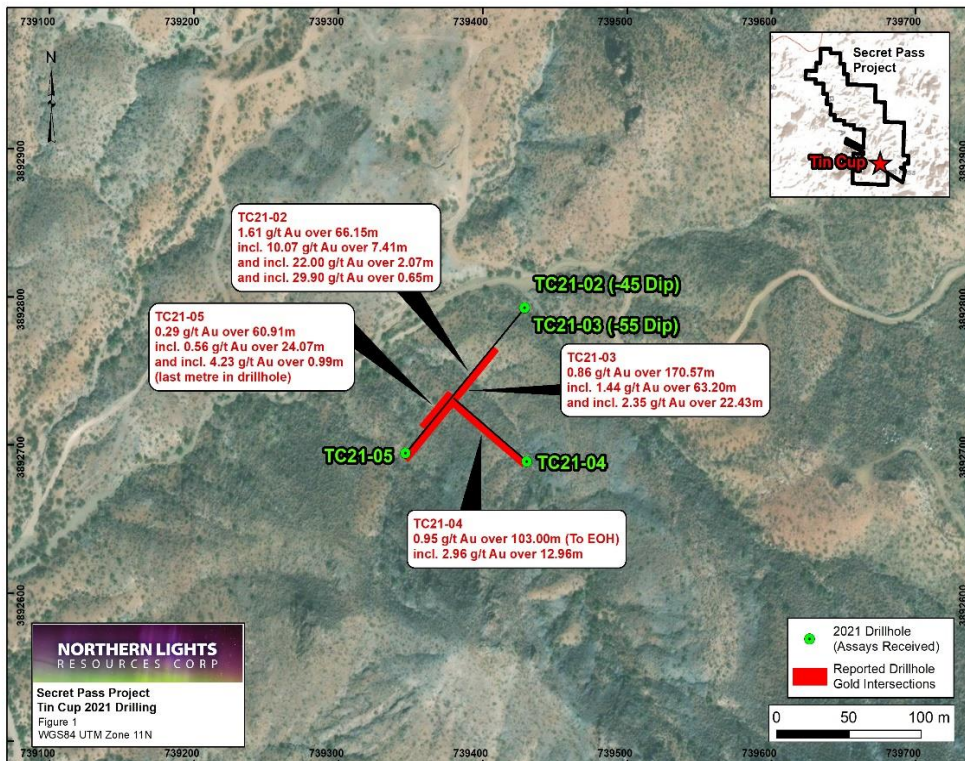 739100
739200
739300
739400
739500
739600
739700
N
Secret Pass
Project
Tin Cup
3892900
3892900
TC21-02
1.61 g/t Au over 66.15m
incl. 10.07 g/t Au over 7.41m
and incl. 22.00 g/t Au over 2.07m
and incl. 29.90 g/t Au over 0.65m
TC21-02 (-45 Dip)
TC21-03 (-55 Dip)
3892800
3892800
TC21-05
0.29 g/t Au over 60.91m
incl. 0.56 g/t Au over 24.07m
and incl. 4.23 g/t Au over 0.99m
(last metre in drillhole)
TC21-03
0.86 g/t Au over 170.57m
incl. 1.44 g/t Au over 63.20m
and incl. 2.35 g/t Au over 22.43m
3892700
3892700
TC21-05
TC21-04
TC21-04
0.95 g/t Au over 103.00m (To EOH)
incl. 2.96 g/t Au over 12.96m
3892600
3892600
NORTHERN LIGHTS
RESOURCES CORP
Secret Pass Project
Tin Cup 2021 Drilling
Figure 1
WGS84 UTM Zone 11N
2021 Drillhole
(Assays Received)
Reported Drillhole
Gold Intersections
0
50
100 m
739100
739200
739300
739400
739500
739600
739700